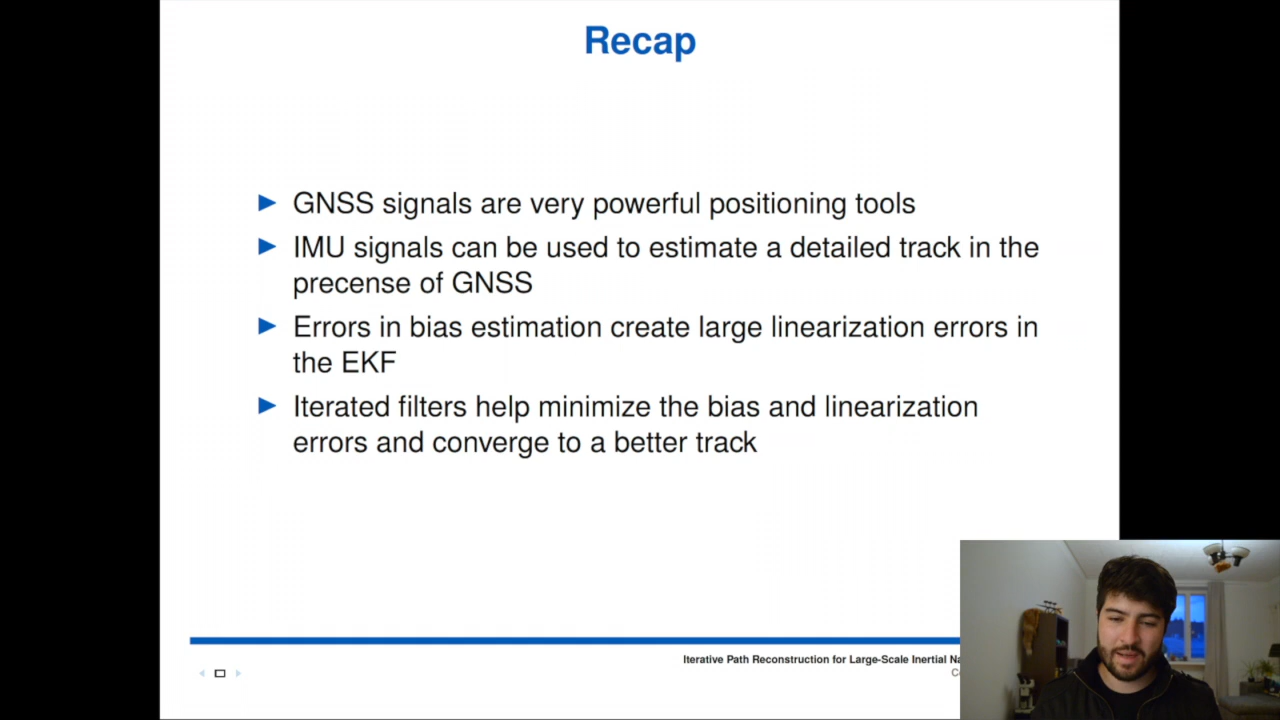 Recap
GNSS signals are very powerful positioning tools
IMU signals can be used to estimate a detailed track in the
precense of GNSS
Errors in bias estimation create large linearization errors in
the EKF
Iterated filters help minimize the bias and linearization
errors and converge to a better track
Iterative Path Reconstruction for Large-Scale Inertial